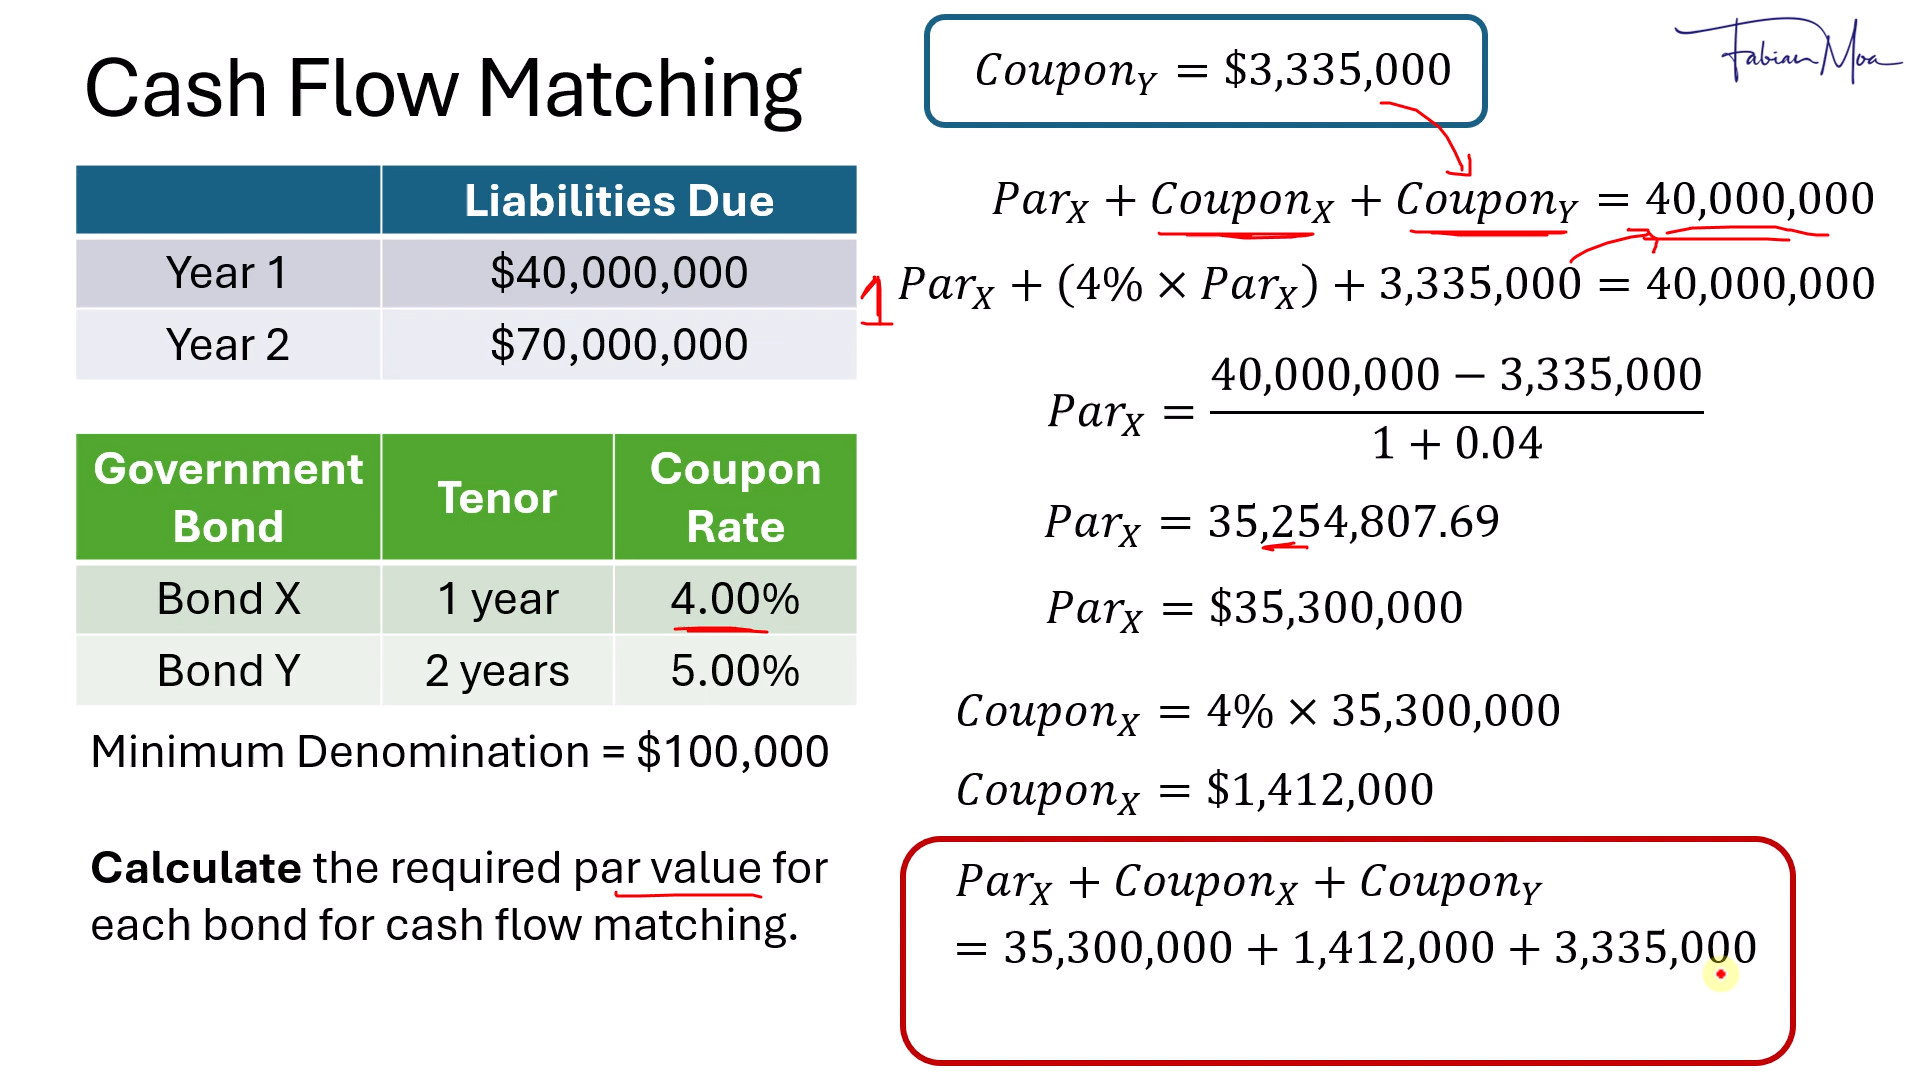 Cash Flow Matching
Fabian Moa
Coupon_Y = $3,335,000
Liabilities Due
Year 1 $40,000,000
Year 2 $70,000,000
Government Bond Tenor Coupon Rate
Bond X 1 year 4.00%
Bond Y 2 years 5.00%
Minimum Denomination = $100,000
Calculate the required par value for
each bond for cash flow matching.
Par_X + Coupon_X + Coupon_Y = 40,000,000
1 Par_X + (4% × Par_X) + 3,335,000 = 40,000,000
Par_X = (40,000,000 − 3,335,000) / (1 + 0.04)
Par_X = 35,254,807.69
Par_X = $35,300,000
Coupon_X = 4% × 35,300,000
Coupon_X = $1,412,000
Par_X + Coupon_X + Coupon_Y
= 35,300,000 + 1,412,000 + 3,335,000